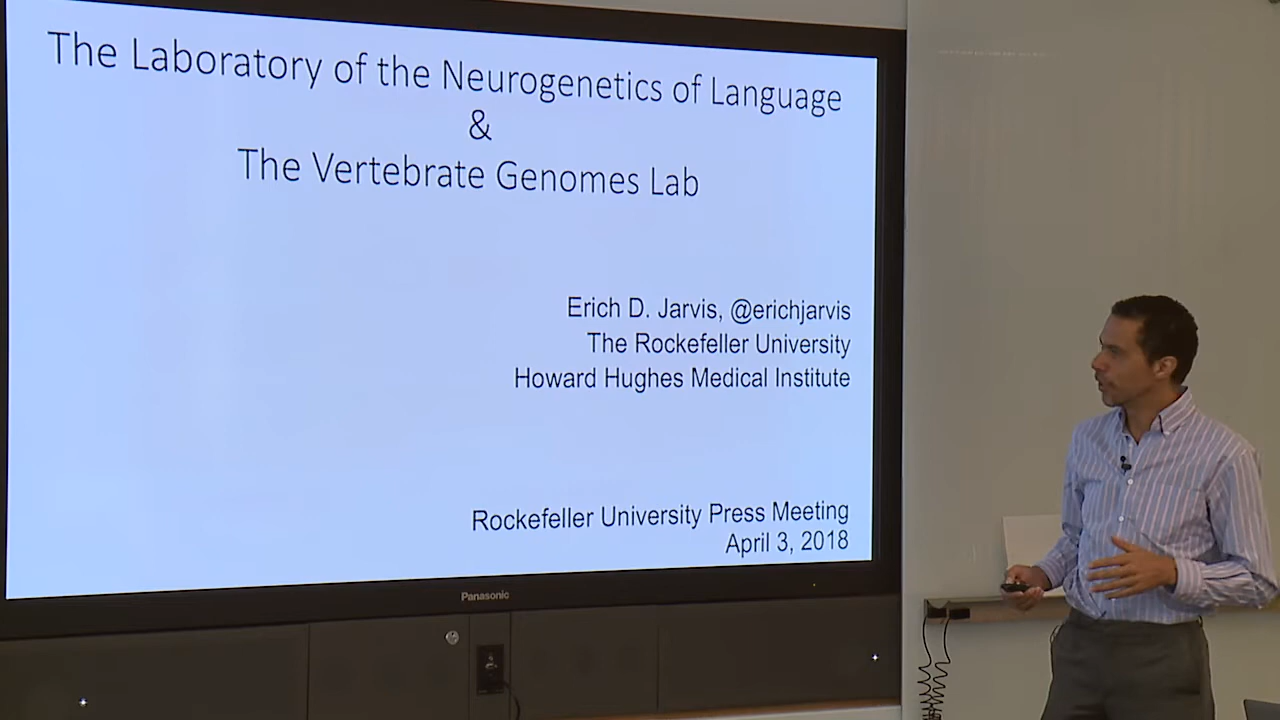 The Laboratory of the Neurogenetics of Language
&
The Vertebrate Genomes Lab
Erich D. Jarvis, @erichjarvis
The Rockefeller University
Howard Hughes Medical Institute
Rockefeller University Press Meeting
April 3, 2018
Panasonic